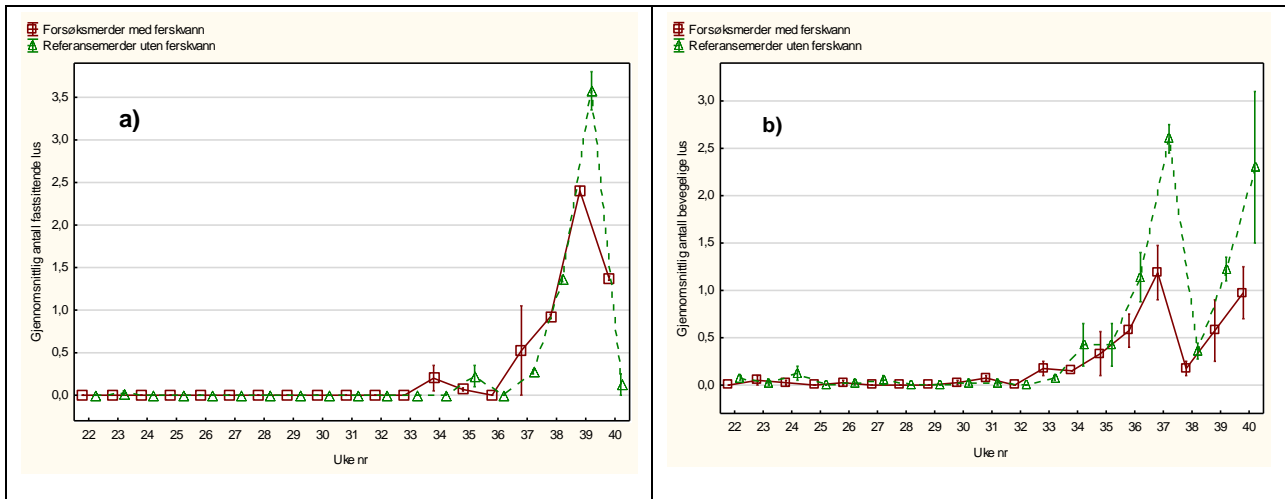 Forsøksmerder med ferskvann
Referansemerder uten ferskvann
a)
Gjennomsnittlig antall fastsittende lus
3,5
3,0
2,5
2,0
1,5
1,0
0,5
0,0
22 23 24 25 26 27 28 29 30 31 32 33 34 35 36 37 38 39 40
Uke nr
Forsøksmerder med ferskvann
Referansemerder uten ferskvann
b)
Gjennomsnittlig antall bevegelige lus
3,0
2,5
2,0
1,5
1,0
0,5
0,0
22 23 24 25 26 27 28 29 30 31 32 33 34 35 36 37 38 39 40
Uke nr